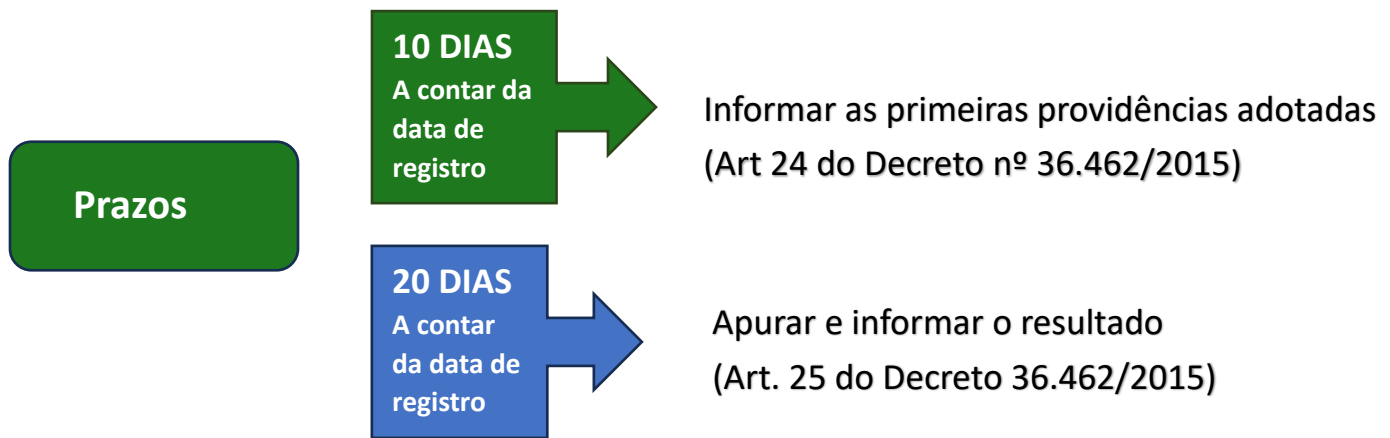 Prazos
10 DIAS
A contar da
data de
registro
Informar as primeiras providências adotadas
(Art 24 do Decreto nº 36.462/2015)
20 DIAS
A contar
da data de
registro
Apurar e informar o resultado
(Art. 25 do Decreto 36.462/2015)